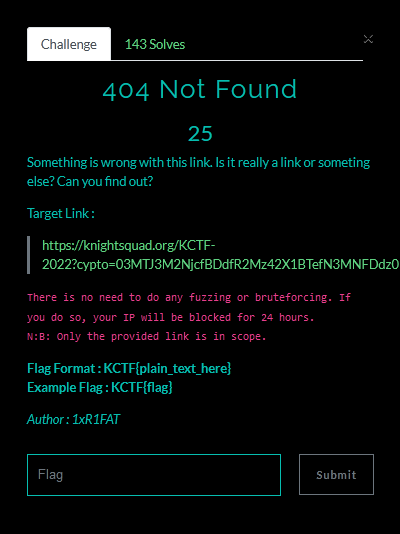 Challenge
143 Solves
404 Not Found
25
Something is wrong with this link. Is it really a link or someting
else? Can you find out?
Target Link :
https://knightsquad.org/KCTF-
2022?cypto=03MTJ3M2NjcfBDdfR2Mz42X1BTefN3MNFDdz0
There is no need to do any fuzzing or bruteforcing. If
you do so, your IP will be blocked for 24 hours.
N:B: Only the provided link is in scope.
Flag Format : KCTF{plain_text_here}
Example Flag : KCTF{flag}
Author : 1xR1FAT
Flag
Submit